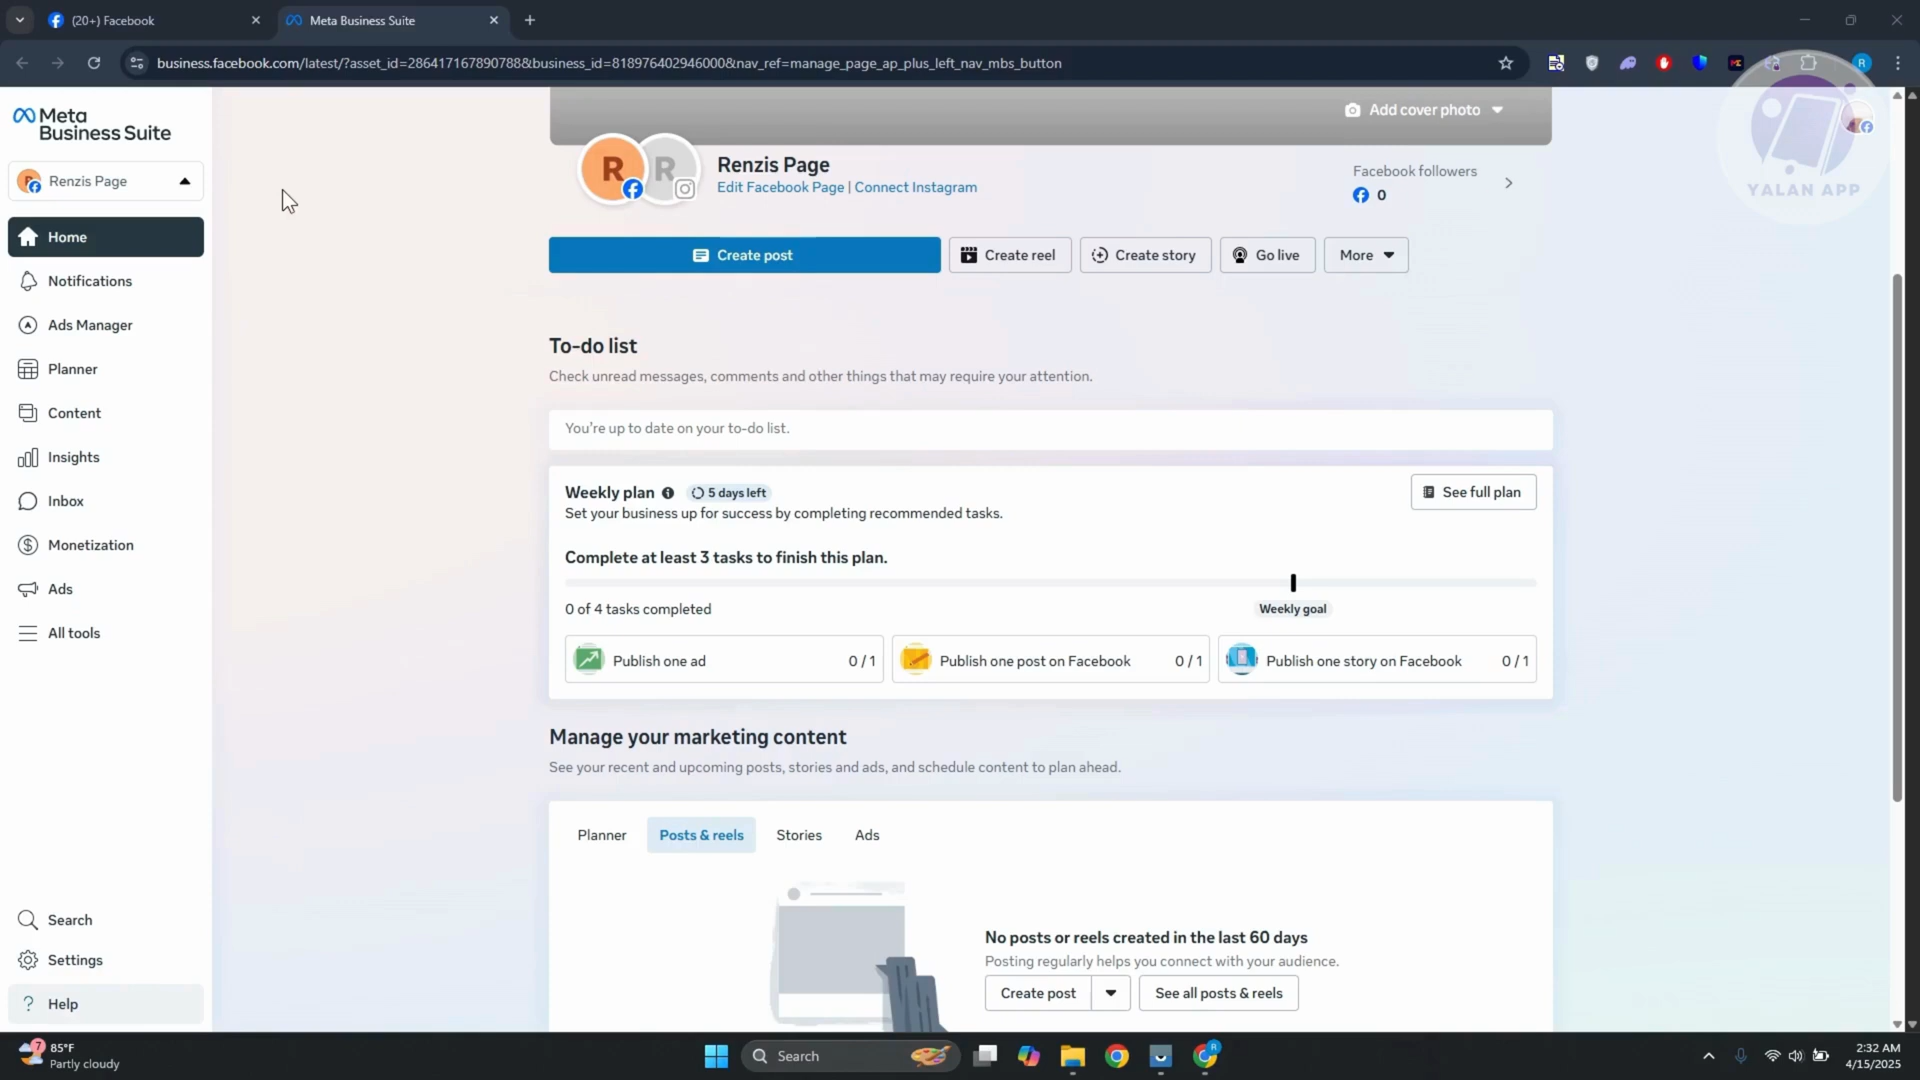 (20+) Facebook
Meta Business Suite
business.facebook.com/latest/?asset_id=286417167890788&business_id=818976402946000&nav_ref=manage_page_ap_plus_left_nav_mbs_button
R
Meta
Business Suite
Renzis Page
Home
Notifications
Ads Manager
Planner
Content
Insights
Inbox
Monetization
Ads
All tools
Search
Settings
? Help
Add cover photo
YALAN APP
R
R
Renzis Page
Edit Facebook Page | Connect Instagram
Facebook followers
0
Create post
Create reel
Create story
Go live
More
To-do list
Check unread messages, comments and other things that may require your attention.
You're up to date on your to-do list.
Weekly plan
5 days left
See full plan
Set your business up for success by completing recommended tasks.
Complete at least 3 tasks to finish this plan.
0 of 4 tasks completed
Weekly goal
Publish one ad 0 / 1
Publish one post on Facebook 0 / 1
Publish one story on Facebook 0 / 1
Manage your marketing content
See your recent and upcoming posts, stories and ads, and schedule content to plan ahead.
Planner
Posts & reels
Stories
Ads
No posts or reels created in the last 60 days
Posting regularly helps you connect with your audience.
Create post
See all posts & reels
7
85°F
Partly cloudy
Search
R
2:32 AM
4/15/2025